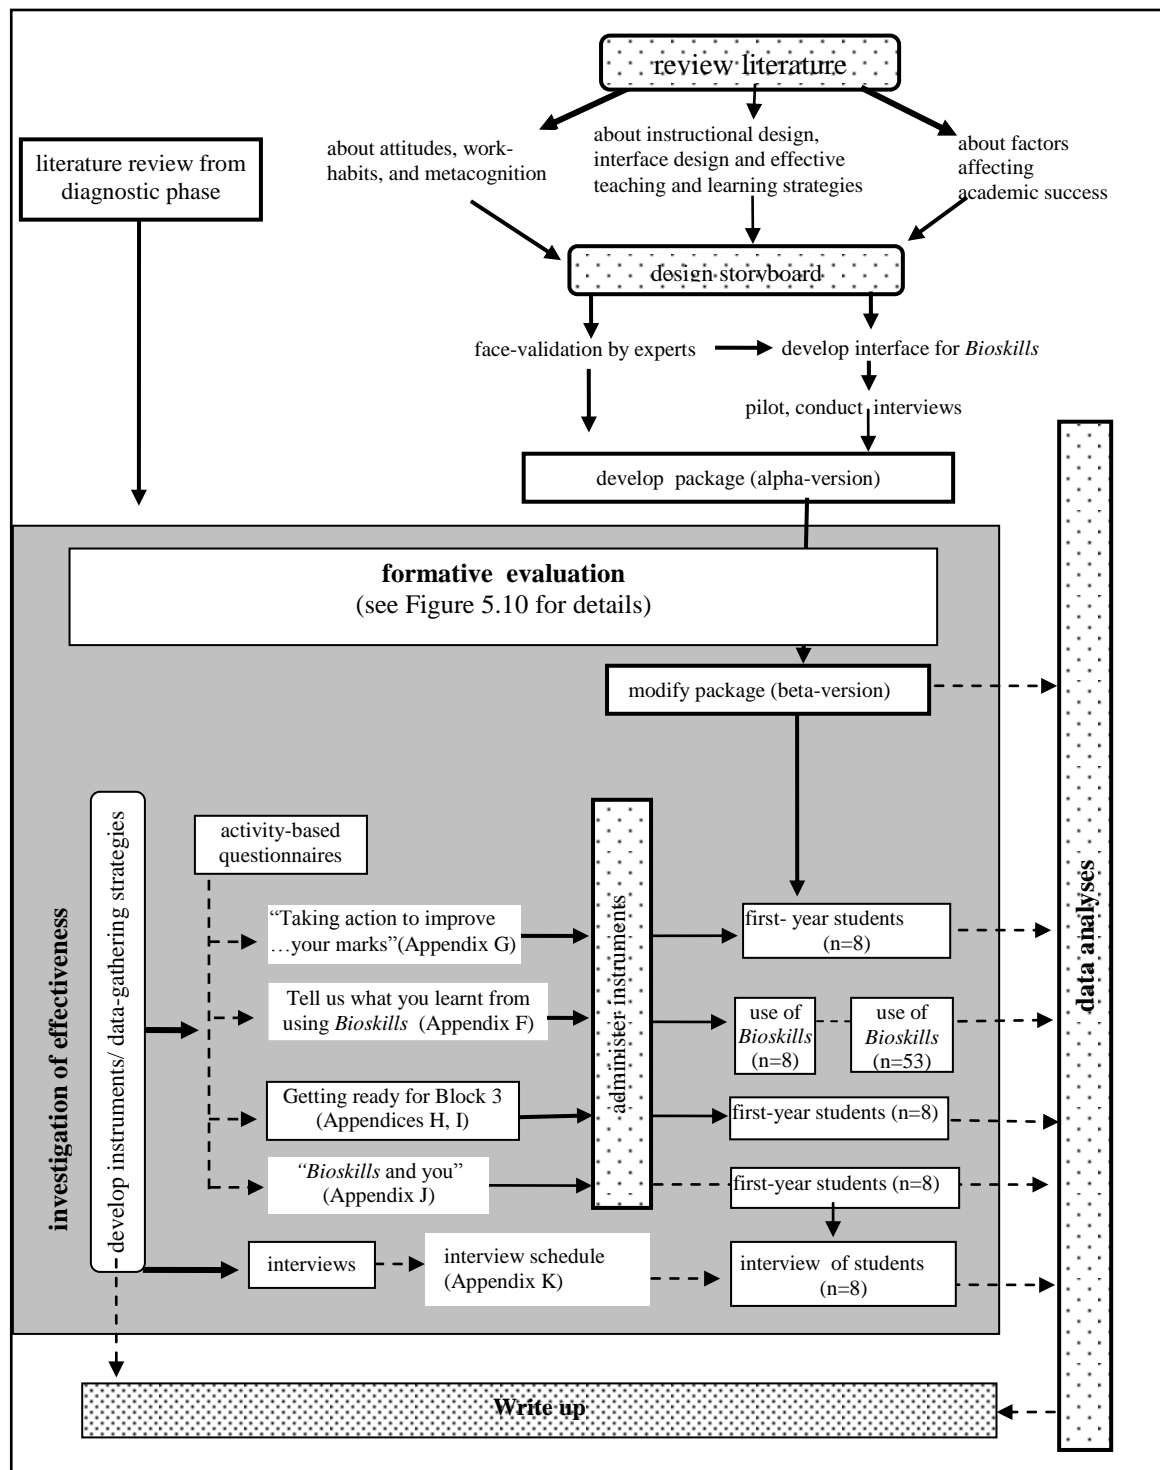 review literature
about attitudes, work-
habits, and metacognition
about instructional design,
interface design and effective
teaching and learning strategies
about factors
affecting
academic success
literature review from
diagnostic phase
design storyboard
face-validation by experts
develop interface for Bioskills
pilot, conduct interviews
develop package (alpha-version)
formative evaluation
(see Figure 5.10 for details)
modify package (beta-version)
data analyses
investigation of effectiveness
develop instruments/ data-gathering strategies
activity-based
questionnaires
“Taking action to improve
…your marks”(Appendix G)
Tell us what you learnt from
using Bioskills (Appendix F)
Getting ready for Block 3
(Appendices H, I)
“Bioskills and you”
(Appendix J)
interviews
interview schedule
(Appendix K)
administer instruments
first- year students
(n=8)
use of
Bioskills
(n=8)
use of
Bioskills
(n=53)
first-year students (n=8)
first-year students (n=8)
interview of students
(n=8)
Write up